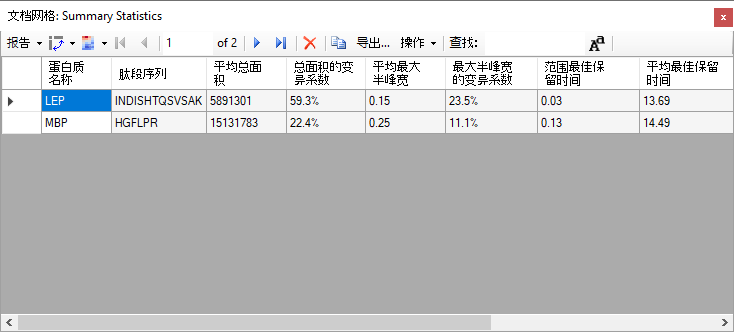 文档网格: Summary Statistics
报告 1 of 2 导出... 操作 查找: Aa
蛋白质名称 肽段序列 平均总面积 总面积的变异系数 平均最大半峰宽 最大半峰宽的变异系数 范围最佳保留时间 平均最佳保留时间
LEP INDISHTQSVSAK 5891301 59.3% 0.15 23.5% 0.03 13.69
MBP HGFLPR 15131783 22.4% 0.25 11.1% 0.13 14.49